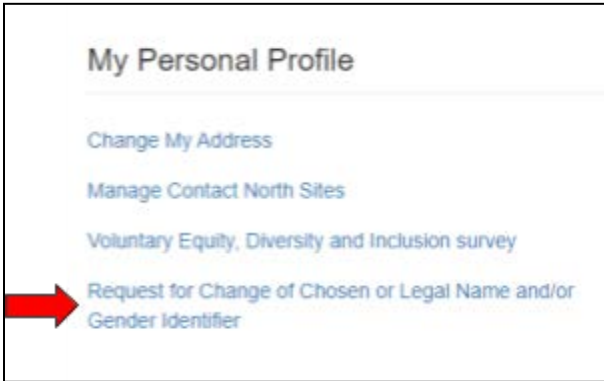 My Personal Profile
Change My Address
Manage Contact North Sites
Voluntary Equity, Diversity and Inclusion survey
Request for Change of Chosen or Legal Name and/or
Gender Identifier